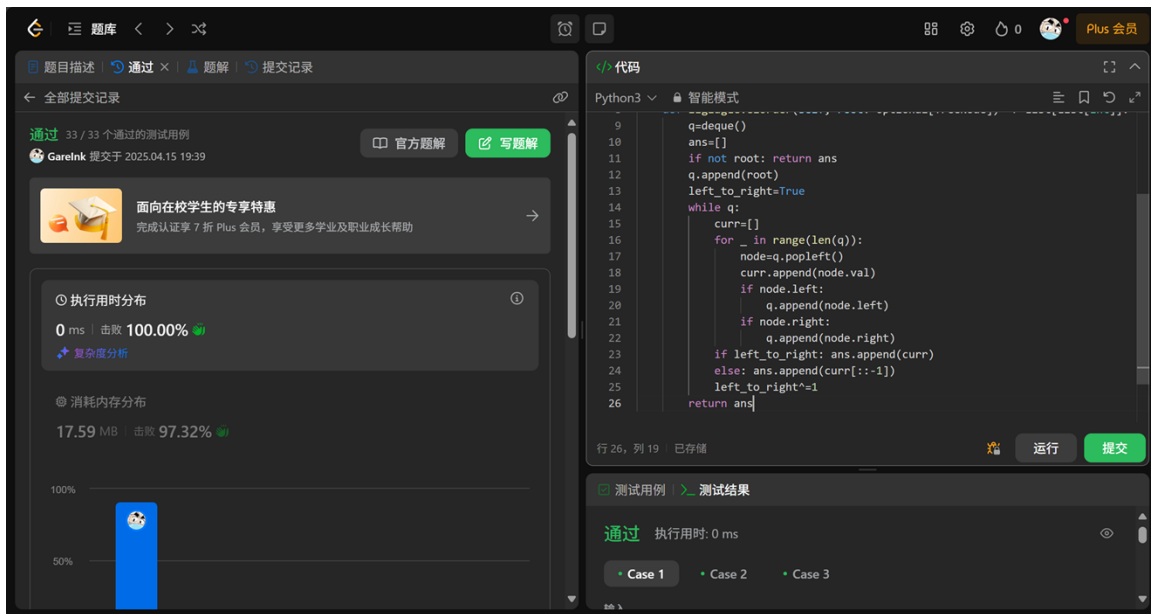 题库
0
Plus 会员
题目描述
通过
题解
提交记录
全部提交记录
通过 33 / 33 个通过的测试用例
GareInk 提交于 2025.04.15 19:39
官方题解
写题解
面向在校学生的专享特惠
完成认证享 7 折 Plus 会员，享受更多学业及职业成长帮助
执行用时分布
0 ms 击败 100.00%
复杂度分析
消耗内存分布
17.59 MB 击败 97.32%
100%
50%
</> 代码
Python3 智能模式
9 q=deque()
10 ans=[]
11 if not root: return ans
12 q.append(root)
13 left_to_right=True
14 while q:
15 curr=[]
16 for _ in range(len(q)):
17 node=q.popleft()
18 curr.append(node.val)
19 if node.left:
20 q.append(node.left)
21 if node.right:
22 q.append(node.right)
23 if left_to_right: ans.append(curr)
24 else: ans.append(curr[::-1])
25 left_to_right^=1
26 return ans
行 26，列 19 已存储
运行
提交
测试用例
>_ 测试结果
通过 执行用时: 0 ms
Case 1
Case 2
Case 3